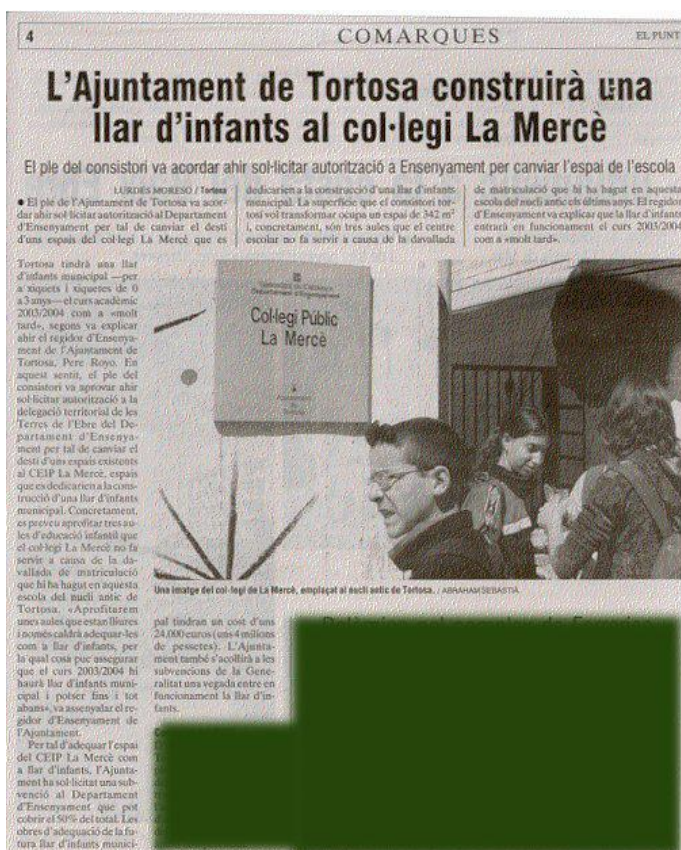 4
COMARQUES
EL PUNT
L'Ajuntament de Tortosa construirà una
llar d'infants al col·legi La Mercè
El ple del consistori va acordar ahir sol·licitar autorització a Ensenyament per canviar l'espai de l'escola
LURDES MORESO / Tortosa
● El ple de l'Ajuntament de Tortosa va acor-
dar ahir sol·licitar autorització al Departament
d'Ensenyament per tal de canviar el destí
d'uns espais del col·legi La Mercè que es
dedicarien a la construcció d'una llar d'infants
municipal. La superfície que el consistori tor-
tosí vol transformar ocupa un espai de 342 m²
i, concretament, són tres aules que el centre
escolar no fa servir a causa de la davallada
de matriculació que hi ha hagut en aquesta
escola del nucli antic els últims anys. El regidor
d'Ensenyament va explicar que la llar d'infants
entrarà en funcionament el curs 2003/2004
com a «molt tard».
Tortosa tindrà una llar
d'infants municipal —per
a xiquets i xiquetes de 0
a 3 anys— el curs acadèmic
2003/2004 com a «molt
tard», segons va explicar
ahir el regidor d'Ensenya-
ment de l'Ajuntament de
Tortosa, Pere Royo. En
aquest sentit, el ple del
consistori va aprovar ahir
sol·licitar autorització a la
delegació territorial de les
Terres de l'Ebre del De-
partament d'Ensenya-
ment per tal de canviar el
destí d'uns espais existents
al CEIP La Mercè, espais
que es dedicarien a la cons-
trucció d'una llar d'infants
municipal. Concretament,
es preveu aprofitar tres au-
les d'educació infantil que
el col·legi La Mercè no fa
servir a causa de la da-
vallada de matriculació
que hi ha hagut en aquesta
escola del nucli antic de
Tortosa. «Aprofitarem
unes aules que estan lliures
i només caldrà adequar-les
com a llar d'infants, per
la qual cosa puc assegurar
que el curs 2003/2004 hi
haurà llar d'infants muni-
cipal i potser fins i tot
abans», va assenyalar el re-
gidor d'Ensenyament de
l'Ajuntament.
Per tal d'adequar l'espai
del CEIP La Mercè com
a llar d'infants, l'Ajunta-
ment ha sol·licitat una sub-
venció al Departament
d'Ensenyament que pot
cobrir el 50% del total. Les
obres d'adequació de la fu-
tura llar d'infants munici-
Col·legi Públic
La Mercè
Una imatge del col·legi de La Mercè, emplaçat al nucli antic de Tortosa. / ABRAHAM SEBASTIÀ
pal tindran un cost d'uns
24.000 euros (uns 4 milions
de pessetes). L'Ajunta-
ment també s'acollirà a les
subvencions de la Gene-
ralitat una vegada entre en
funcionament la llar d'in-
fants.